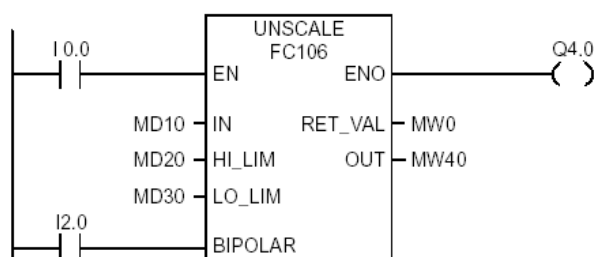 UNSCALE
I 0.0 FC106 Q4.0
EN ENO
MD10 IN RET_VAL MW0
MD20 HI_LIM OUT MW40
MD30 LO_LIM
I2.0
BIPOLAR